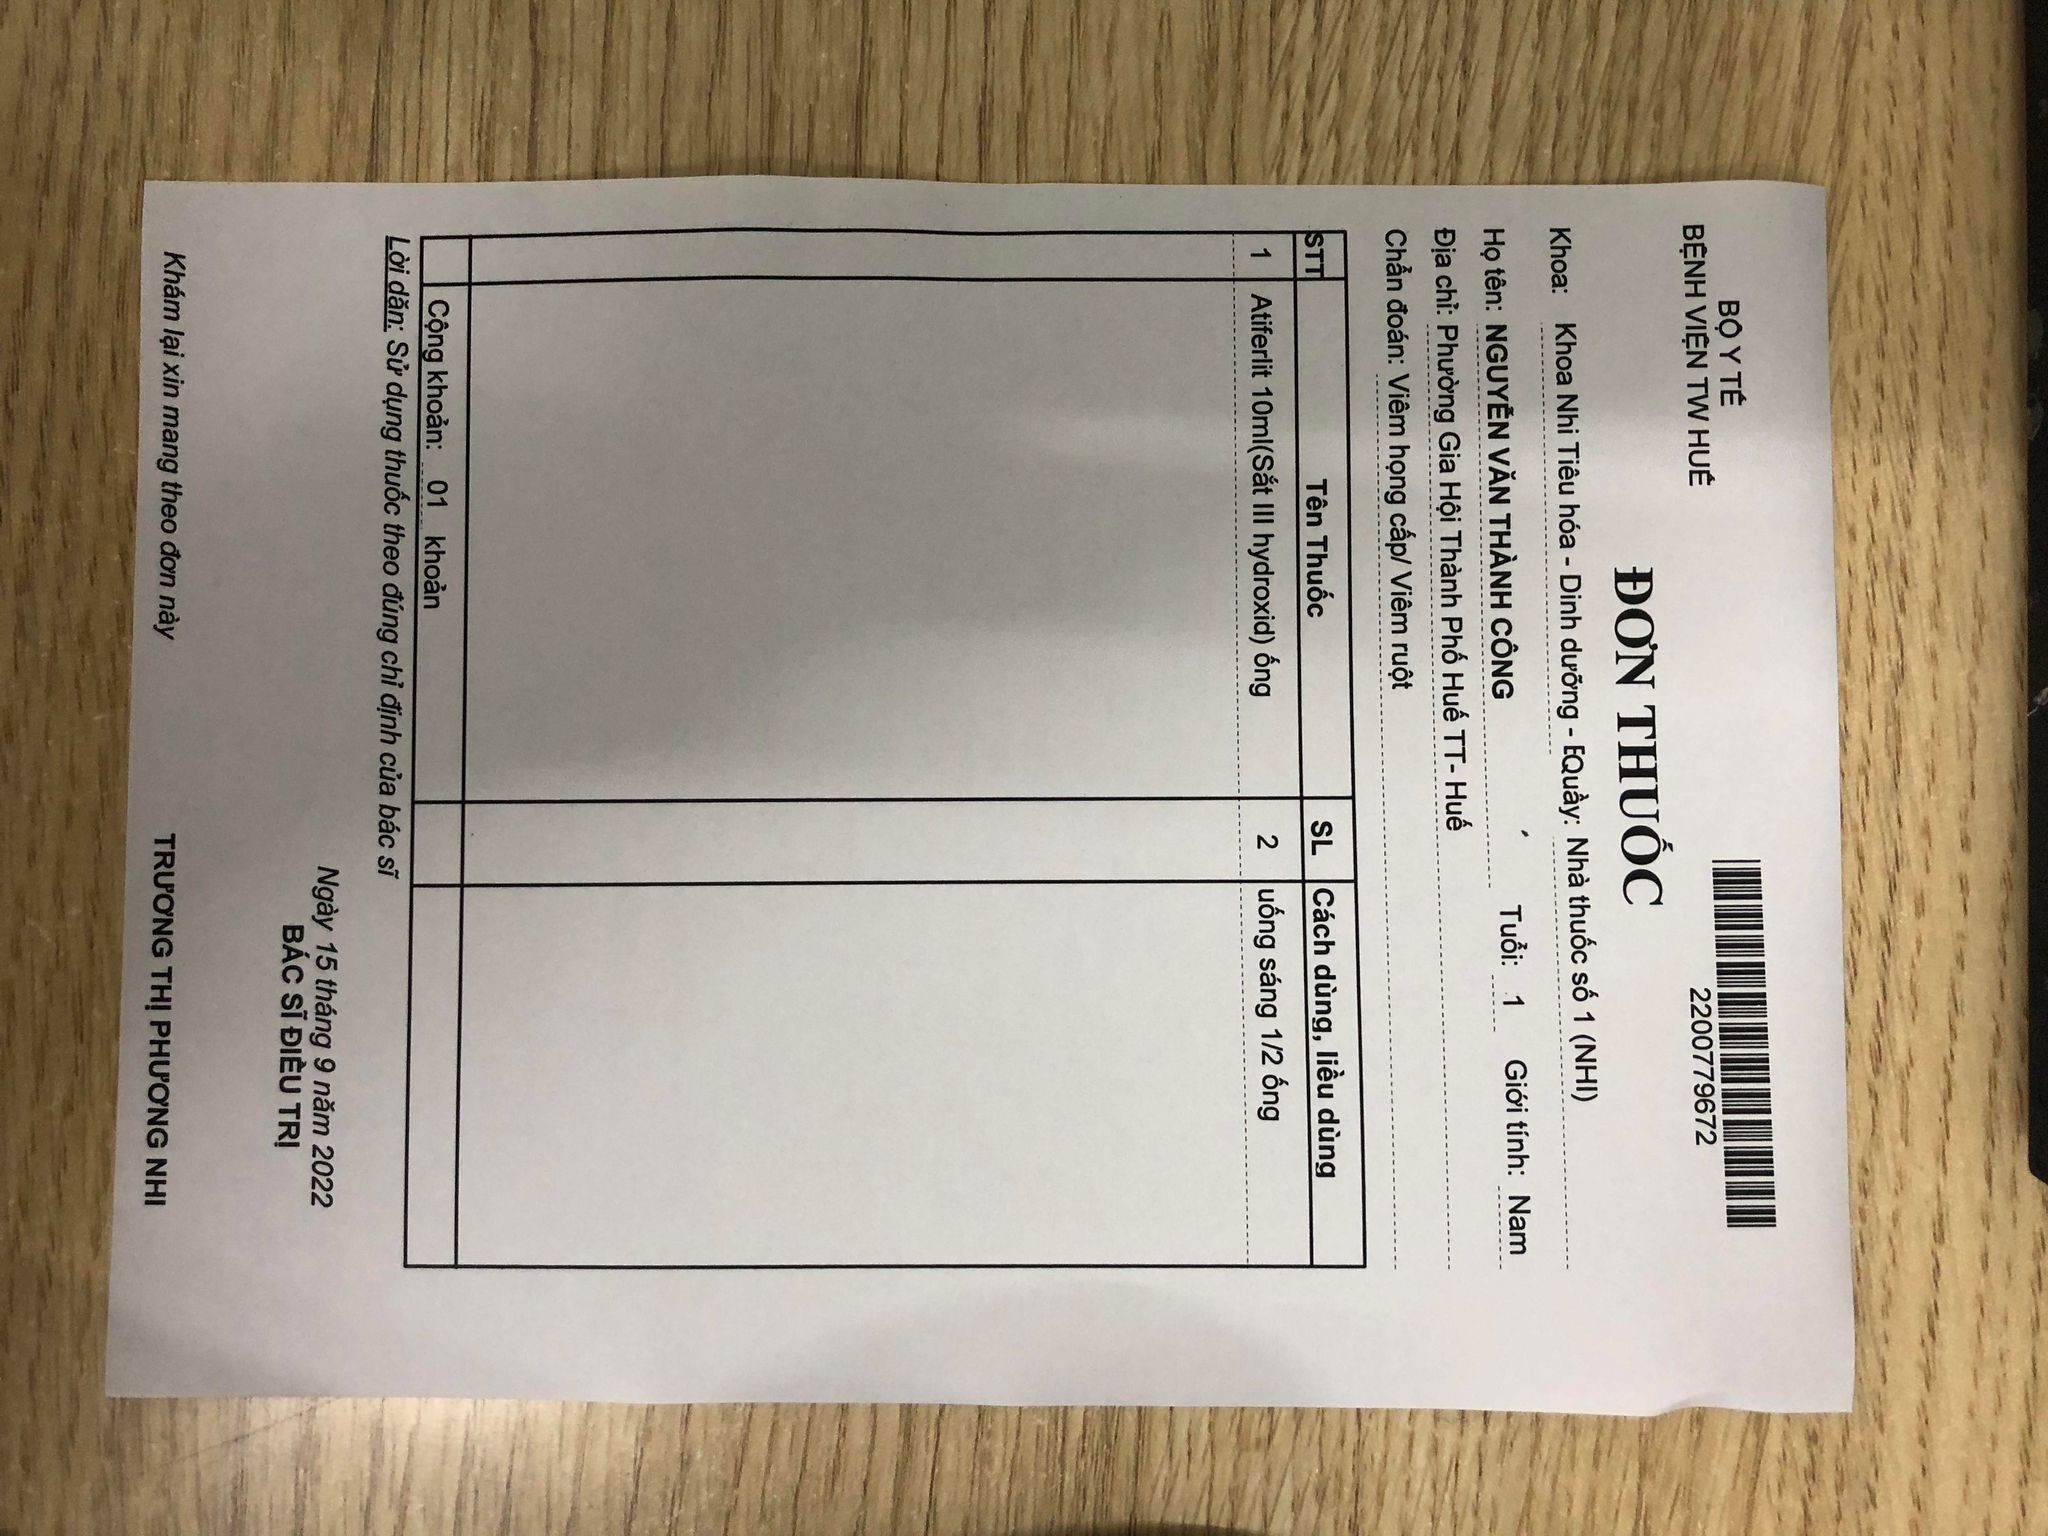 BỘ Y TẾ
BỆNH VIỆN TW HUẾ
2200779672
ĐƠN THUỐC
Khoa: Khoa Nhi Tiêu hóa - Dinh dưỡng - EQuầy: Nhà thuốc số 1 (NHI)
Họ tên: NGUYỄN VĂN THÀNH CÔNG Tuổi: 1 Giới tính: Nam
Địa chỉ: Phường Gia Hội Thành Phố Huế TT- Huế
Chẩn đoán: Viêm họng cấp/ Viêm ruột
STT Tên Thuốc SL Cách dùng, liều dùng
1 Atiferlit 10ml(Sắt III hydroxid) ống 2 uống sáng 1/2 ống
Cộng khoản: 01 khoản
Lời dặn: Sử dụng thuốc theo đúng chỉ định của bác sĩ
Ngày 15 tháng 9 năm 2022
BÁC SĨ ĐIỀU TRỊ
Khám lại xin mang theo đơn này
TRƯƠNG THỊ PHƯƠNG NHI